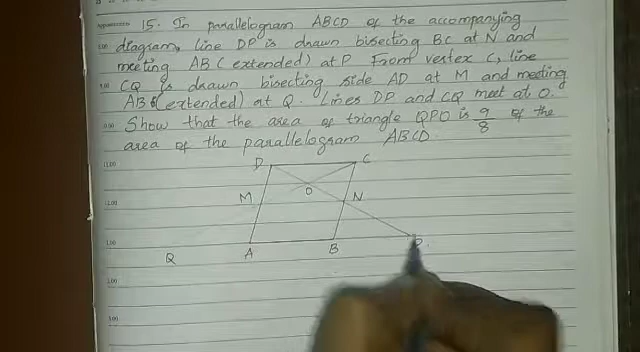 15. In parallelogram ABCD of the accompanying
diagram, line DP is drawn bisecting BC at N and
meeting AB (extended) at P. From vertex C, line
CQ is drawn bisecting side AD at M and meeting
AB (extended) at Q. Lines DP and CQ meet at O.
Show that the area of triangle QPO is 9/8 of the
area of the parallelogram ABCD.
D C
O
M N
A B P
Q